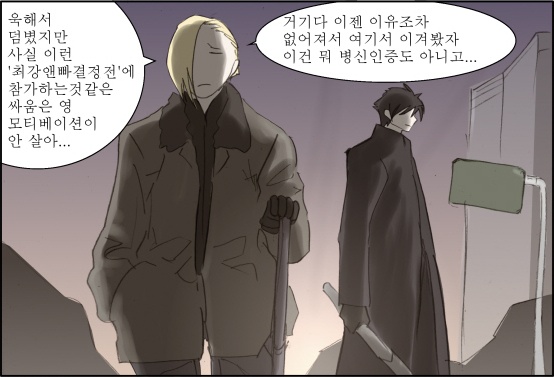 욱해서
덤볐지만
사실 이런
'최강앤빠결정전'에
참가하는것같은
싸움은 영
모티베이션이
안 살아...
거기다 이젠 이유조차
없어져서 여기서 이겨봤자
이건 뭐 병신인증도 아니고...